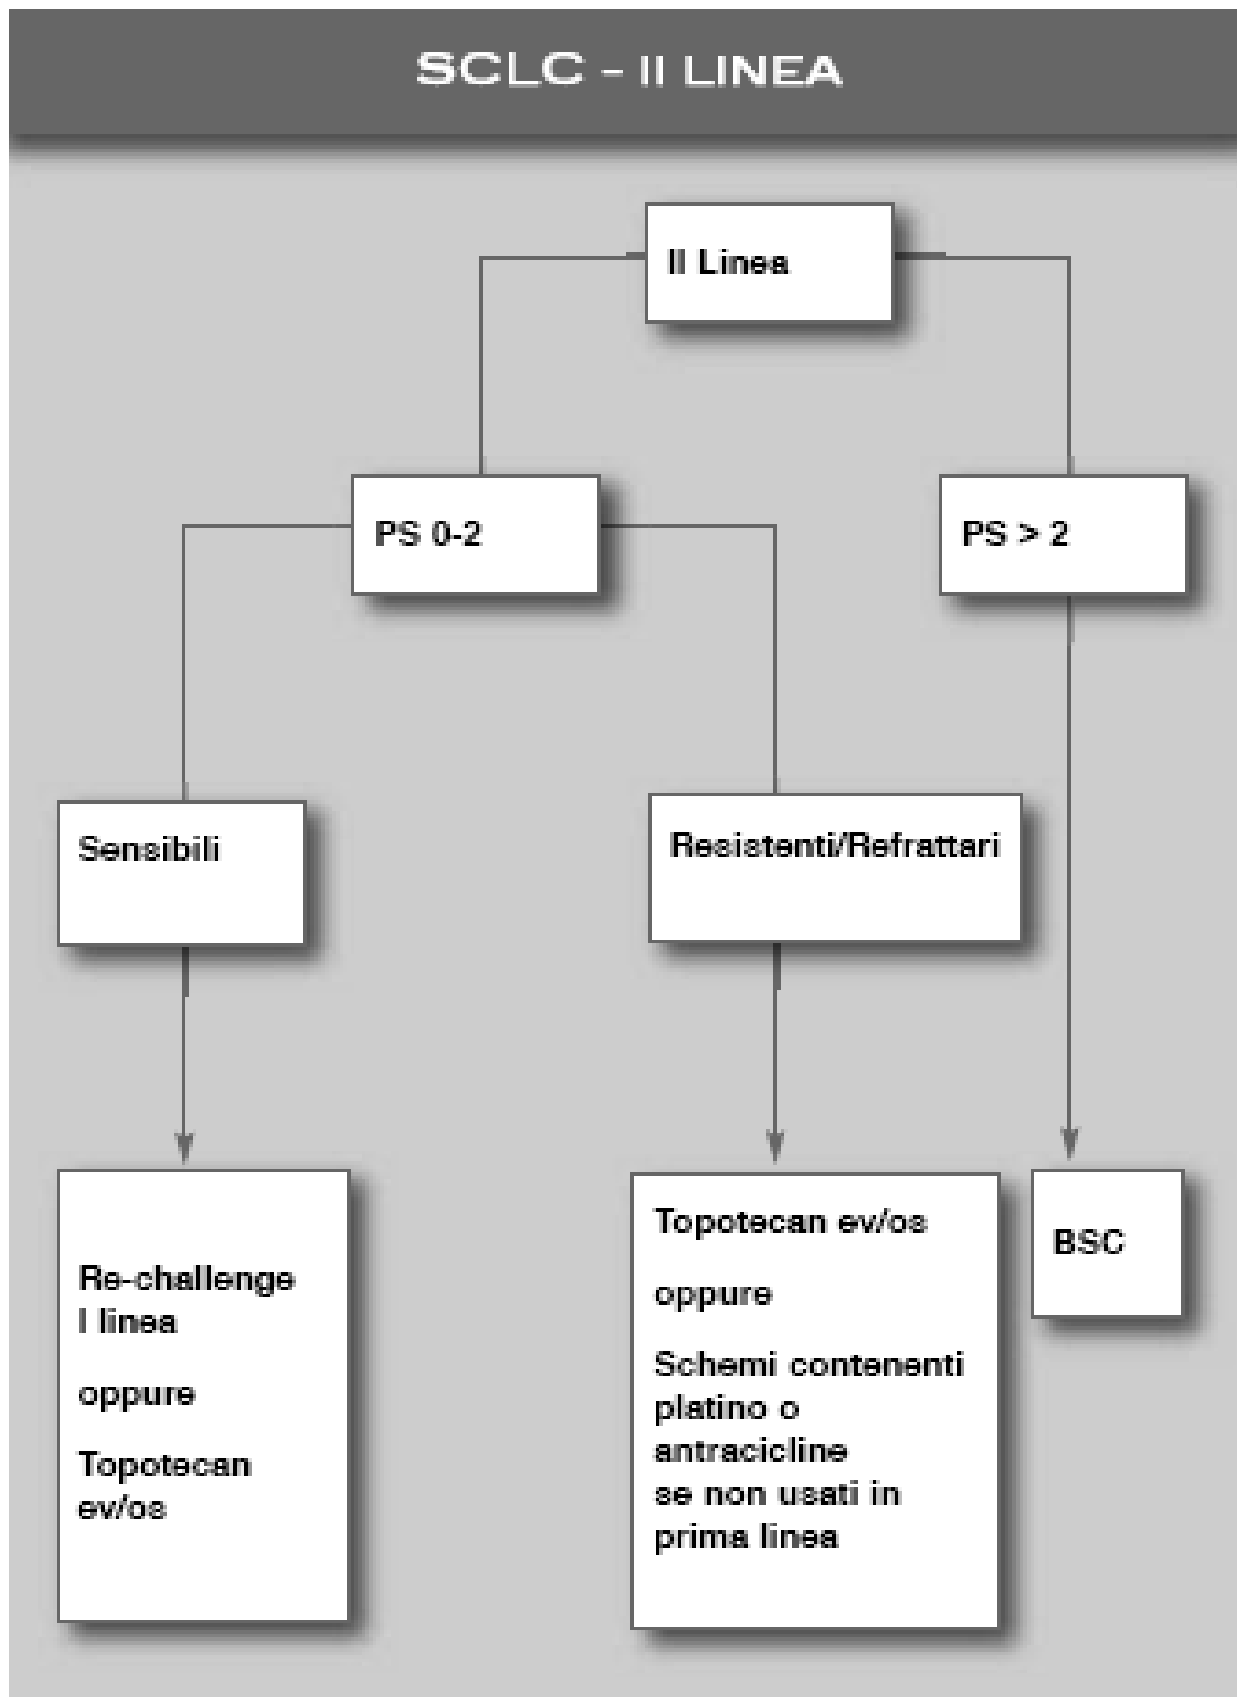 SCLC – II LINEA
II Linea
PS 0-2
PS > 2
Sensibili
Resistenti/Refrattari
Re-challenge
I linea
oppure
Topotecan
ev/os
Topotecan ev/os
oppure
Schemi contenenti
platino o
antracicline
se non usati in
prima linea
BSC